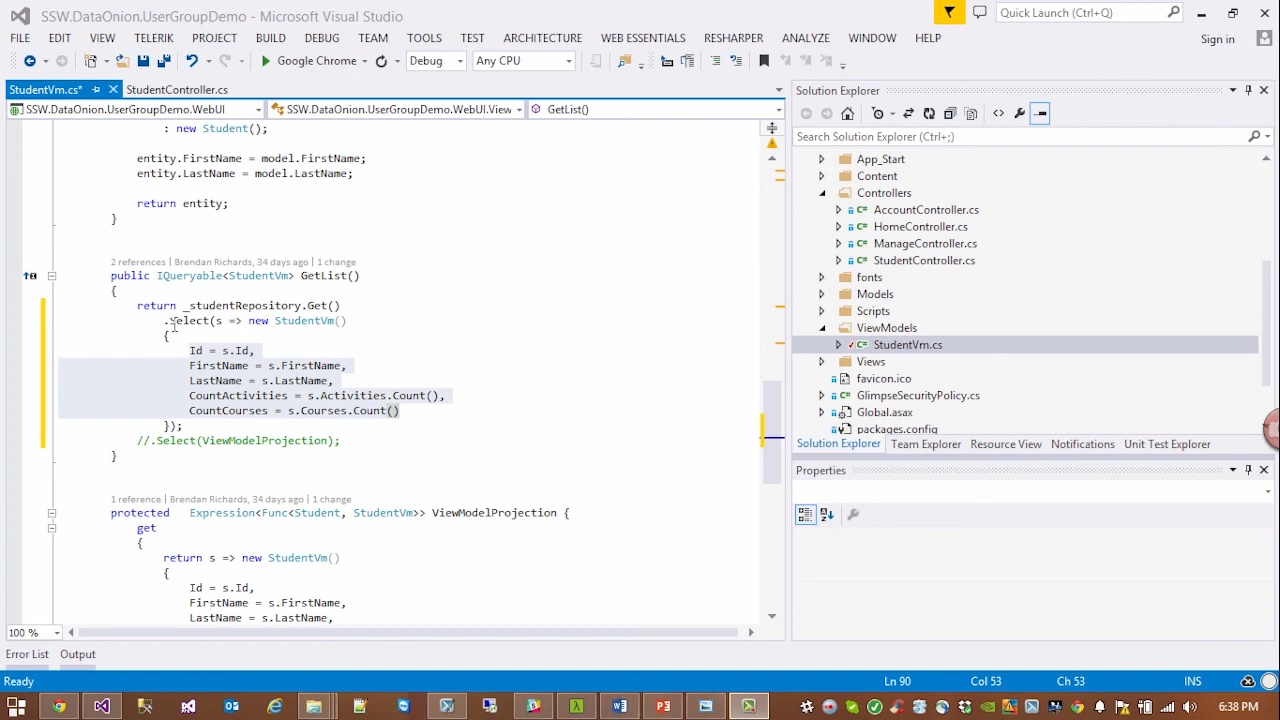 SSW.DataOnion.UserGroupDemo - Microsoft Visual Studio
Quick Launch (Ctrl+Q)
FILE EDIT VIEW TELERIK PROJECT BUILD DEBUG TEAM TOOLS TEST ARCHITECTURE WEB ESSENTIALS RESHARPER ANALYZE WINDOW HELP
Sign in
Google Chrome Debug Any CPU
StudentVm.cs* StudentController.cs
SSW.DataOnion.UserGroupDemo.WebUI SSW.DataOnion.UserGroupDemo.WebUI.View GetList()
: new Student();
entity.FirstName = model.FirstName;
entity.LastName = model.LastName;
return entity;
}
2 references | Brendan Richards, 34 days ago | 1 change
public IQueryable<StudentVm> GetList()
{
return _studentRepository.Get()
.Select(s => new StudentVm()
{
Id = s.Id,
FirstName = s.FirstName,
LastName = s.LastName,
CountActivities = s.Activities.Count(),
CountCourses = s.Courses.Count()
});
//.Select(ViewModelProjection);
}
1 reference | Brendan Richards, 34 days ago | 1 change
protected Expression<Func<Student, StudentVm>> ViewModelProjection {
get
{
return s => new StudentVm()
{
Id = s.Id,
FirstName = s.FirstName,
LastName = s.LastName,
100 %
Solution Explorer
Search Solution Explorer (Ctrl+;)
App_Start
Content
Controllers
C# AccountController.cs
C# HomeController.cs
C# ManageController.cs
C# StudentController.cs
fonts
Models
Scripts
ViewModels
C# StudentVm.cs
Views
favicon.ico
GlimpseSecurityPolicy.cs
Global.asax
packages.config
Solution Explorer Team Explorer Resource View Notifications Unit Test Explorer
Properties
Error List Output
Ready Ln 90 Col 53 Ch 53 INS
6:38 PM